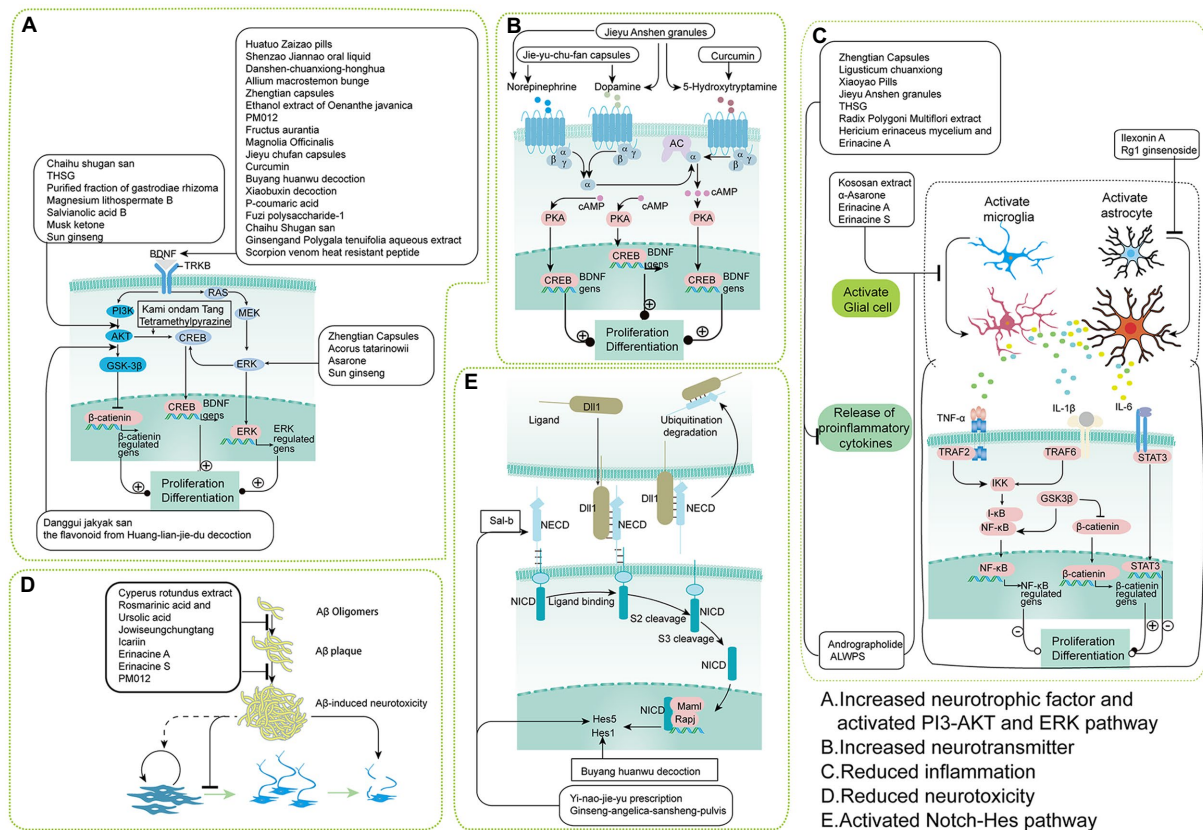 A
Huatuo Zaizao pills
Shenzao Jiannao oral liquid
Danshen-chuanxiong-honghua
Allium macrostemon bunge
Zhengtian capsules
Ethanol extract of Oenanthe javanica
PM012
Fructus aurantia
Magnolia Officinalis
Jieyu chufan capsules
Curcumin
Buyang huanwu decoction
Xiaobuxin decoction
P-coumaric acid
Fuzi polysaccharide-1
Chaihu Shugan san
Ginsengand Polygala tenuifolia aqueous extract
Scorpion venom heat resistant peptide
Chaihu shugan san
THSG
Purified fraction of gastrodiae rhizoma
Magnesium lithospermate B
Salvianolic acid B
Musk ketone
Sun ginseng
BDNF
TRKB
RAS
PI3K
MEK
Kami ondam Tang
Tetramethylpyrazine
AKT
CREB
GSK-3β
ERK
Zhengtian Capsules
Acorus tatarinowii
Asarone
Sun ginseng
β-catienin
β-catienin
regulated
gens
CREB
BDNF
gens
ERK
ERK
regulated
gens
+
+
+
Proliferation
Differentiation
Danggui jakyak san
the flavonoid from Huang-lian-jie-du decoction
B
Jieyu Anshen granules
Jie-yu-chu-fan capsules
Curcumin
Norepinephrine
Dopamine
5-Hydroxytryptamine
α
β
γ
α
β
γ
AC
α
α
β
γ
α
cAMP
cAMP
cAMP
PKA
PKA
PKA
CREB
BDNF
gens
CREB
BDNF
gens
CREB
BDNF
gens
+
+
+
Proliferation
Differentiation
C
Zhengtian Capsules
Ligusticum chuanxiong
Xiaoyao Pills
Jieyu Anshen granules
THSG
Radix Polygoni Multiflori extract
Hericium erinaceus mycelium and
Erinacine A
Ilexonin A
Rg1 ginsenoside
Kososan extract
α-Asarone
Erinacine A
Erinacine S
Activate
microglia
Activate
astrocyte
Activate
Glial cell
Release of
proinflammatory
cytokines
TNF-α
IL-1β
IL-6
TRAF2
TRAF6
STAT3
IKK
GSK3β
I-κB
NF-κB
β-catienin
NF-κB
NF-κB
regulated
gens
β-catienin
β-catienin
regulated
gens
STAT3
-
+
-
Proliferation
Differentiation
Andrographolide
ALWPS
D
Cyperus rotundus extract
Rosmarinic acid and
Ursolic acid
Jowiseungchungtang
Icariin
Erinacine A
Erinacine S
PM012
Aβ Oligomers
Aβ plaque
Aβ-induced neurotoxicity
E
Ligand
Dll1
Ubiquitination
degradation
Sal-b
NECD
Dll1
NECD
Dll1
NECD
NICD
Ligand binding
S2 cleavage
NICD
S3 cleavage
NICD
NICD
Maml
Rapj
Hes5
Hes1
Buyang huanwu decoction
Yi-nao-jie-yu prescription
Ginseng-angelica-sansheng-pulvis
A.Increased neurotrophic factor and
activated PI3-AKT and ERK pathway
B.Increased neurotransmitter
C.Reduced inflammation
D.Reduced neurotoxicity
E.Activated Notch-Hes pathway